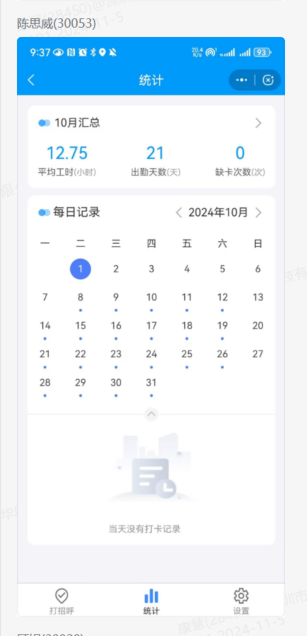 陈思威(30053)
9:37
93
统计
10月汇总
12.75 21 0
平均工时(小时) 出勤天数(天) 缺卡次数(次)
每日记录 2024年10月
一 二 三 四 五 六 日
1 2 3 4 5 6
7 8 9 10 11 12 13
14 15 16 17 18 19 20
21 22 23 24 25 26 27
28 29 30 31
当天没有打卡记录
打招呼 统计 设置